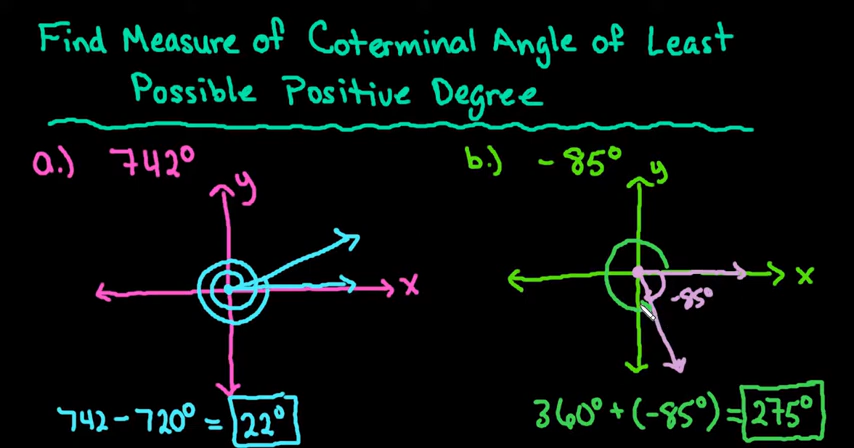 Find Measure of Coterminal Angle of Least
Possible Positive Degree
a.) 742°
y
x
742 - 720° = 22°
b.) -85°
y
x
-85°
360° + (-85°) = 275°